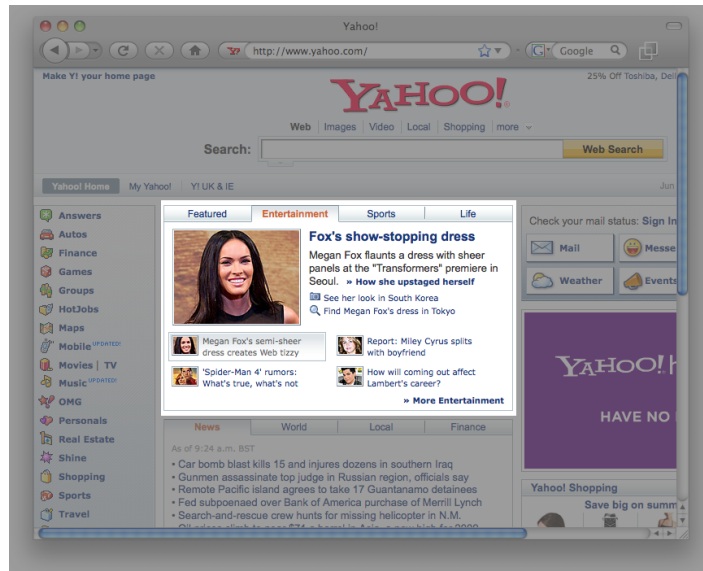 Yahoo!
http://www.yahoo.com/
G
Google
Make Y! your home page
YAHOO!
25% Off Toshiba, Dell
Web | Images | Video | Local | Shopping | more
Search:
Web Search
Yahoo! Home
My Yahoo!
Y! UK & IE
Jun
Answers
Autos
Finance
Games
Groups
HotJobs
Maps
Mobile UPDATED!
Movies | TV
Music UPDATED!
OMG
Personals
Real Estate
Shine
Shopping
Sports
Travel
Featured
Entertainment
Sports
Life
Fox's show-stopping dress
Megan Fox flaunts a dress with sheer
panels at the "Transformers" premiere in
Seoul. » How she upstaged herself
See her look in South Korea
Find Megan Fox's dress in Tokyo
Megan Fox's semi-sheer
dress creates Web tizzy
Report: Miley Cyrus splits
with boyfriend
'Spider-Man 4' rumors:
What's true, what's not
How will coming out affect
Lambert's career?
» More Entertainment
News
World
Local
Finance
As of 9:24 a.m. BST
• Car bomb blast kills 15 and injures dozens in southern Iraq
• Gunmen assassinate top judge in Russian region, officials say
• Remote Pacific island agrees to take 17 Guantanamo detainees
• Fed subpoenaed over Bank of America purchase of Merrill Lynch
• Search-and-rescue crew hunts for missing helicopter in N.M.
Check your mail status: Sign In
Mail
Messe
Weather
Events
YAHOO! h
HAVE NO
Yahoo! Shopping
Save big on summ